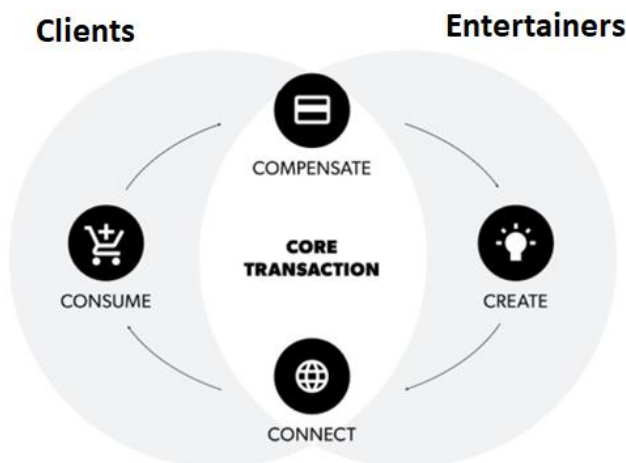 Clients
Entertainers
COMPENSATE
CORE
TRANSACTION
CONSUME
CREATE
CONNECT